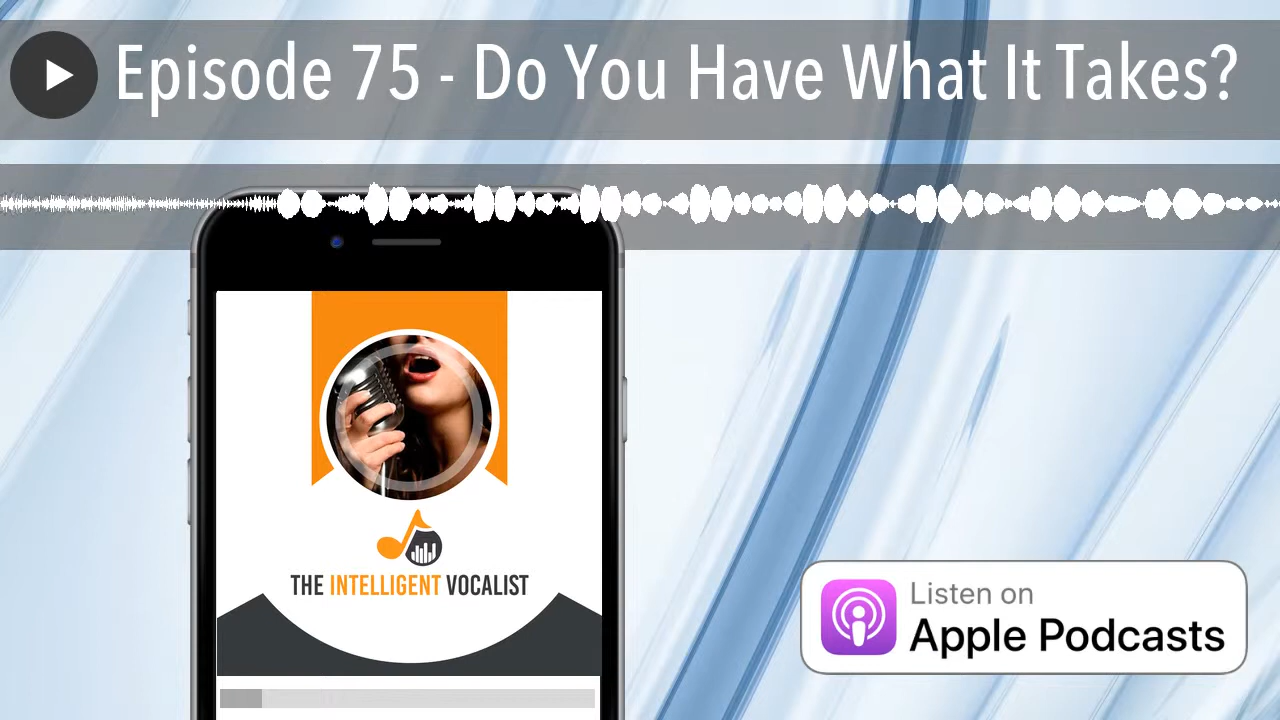 Episode 75 - Do You Have What It Takes?
THE INTELLIGENT VOCALIST
Listen on
Apple Podcasts